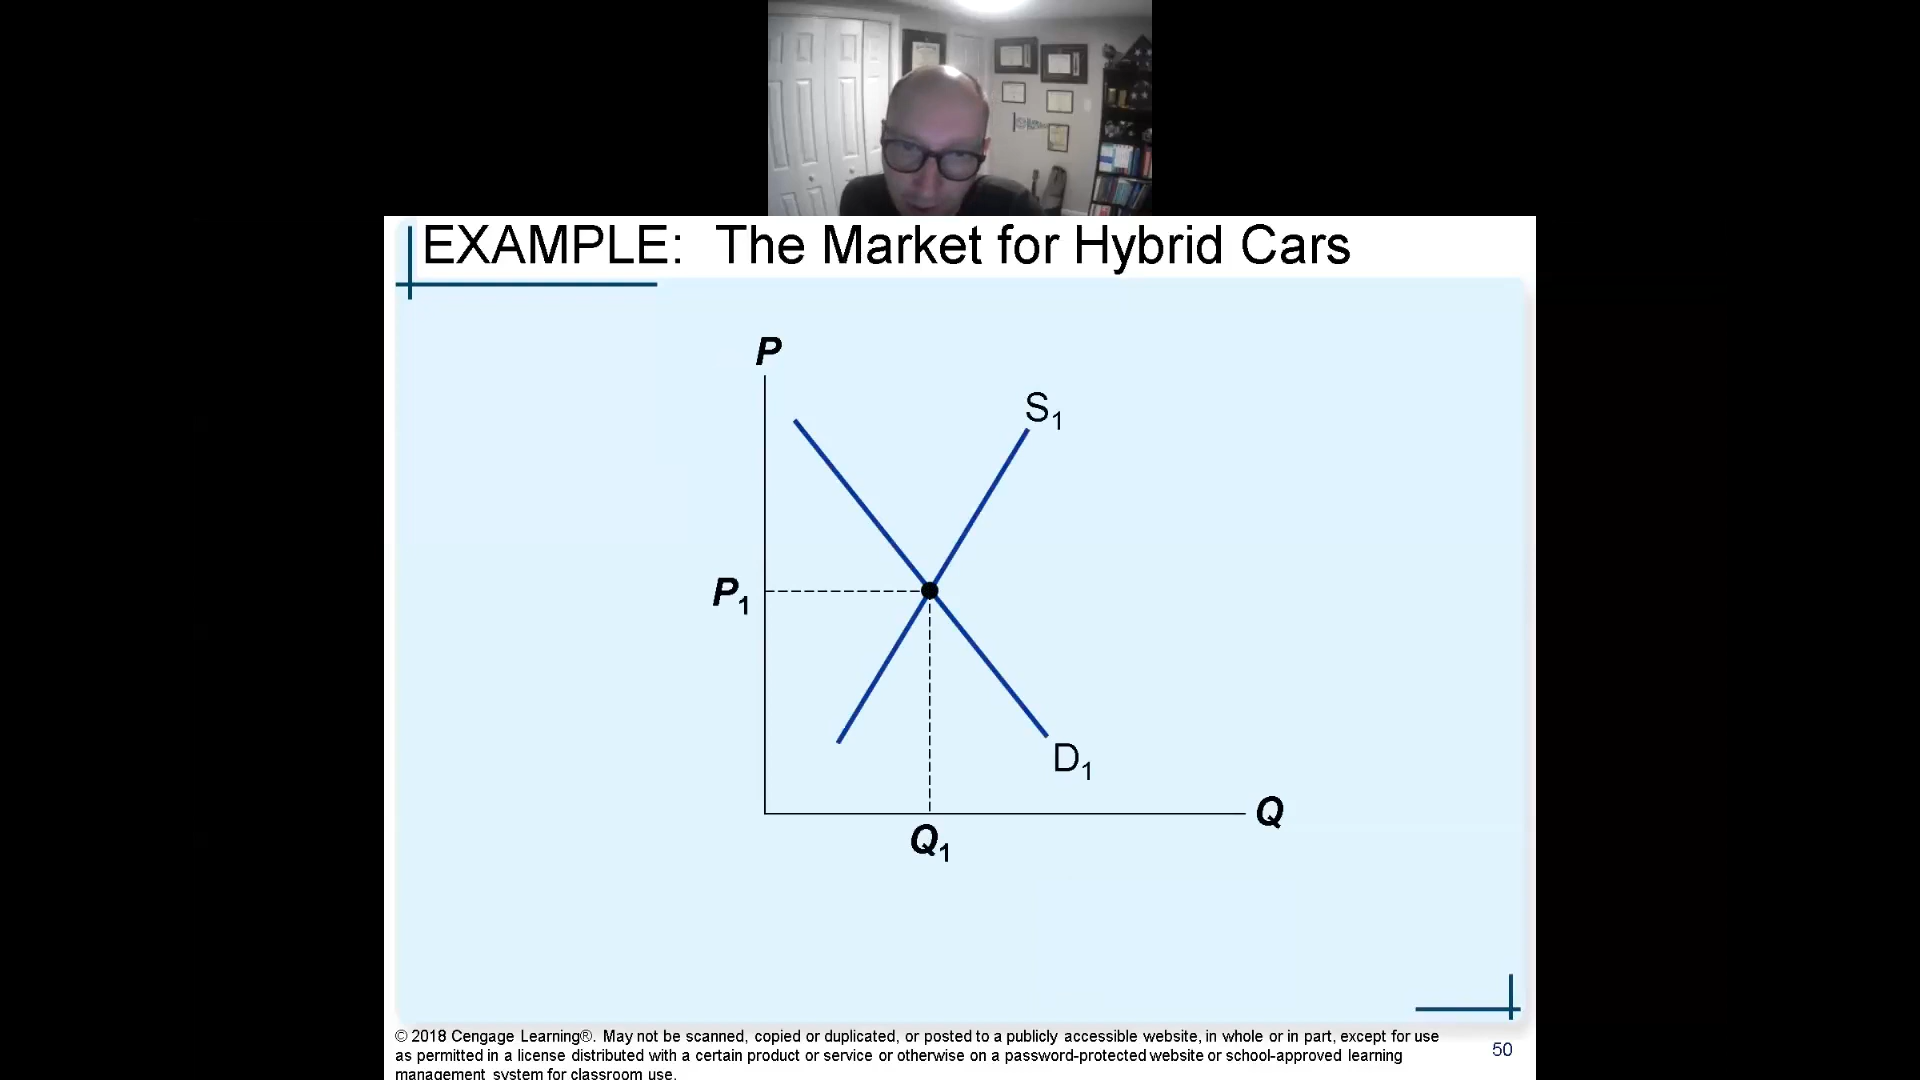 EXAMPLE: The Market for Hybrid Cars
P
S1
P1
D1
Q
Q1
© 2018 Cengage Learning®. May not be scanned, copied or duplicated, or posted to a publicly accessible website, in whole or in part, except for use
as permitted in a license distributed with a certain product or service or otherwise on a password-protected website or school-approved learning
management system for classroom use.
50